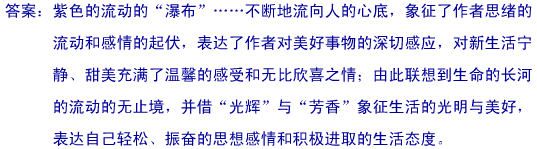 答案：紫色的流动的“瀑布”……不断地流向人的心底，象征了作者思绪的
流动和感情的起伏，表达了作者对美好事物的深切感应，对新生活宁
静、甜美充满了温馨的感受和无比欣喜之情；由此联想到生命的长河
的流动的无止境，并借“光辉”与“芳香”象征生活的光明与美好，
表达自己轻松、振奋的思想感情和积极进取的生活态度。